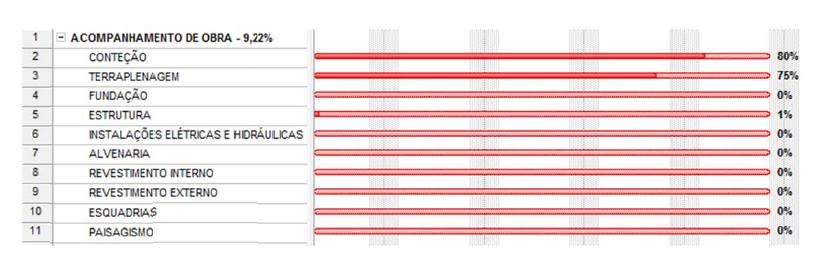 1 ACOMPANHAMENTO DE OBRA - 9,22%
2 CONTEÇÃO 80%
3 TERRAPLENAGEM 75%
4 FUNDAÇÃO 0%
5 ESTRUTURA 1%
6 INSTALAÇÕES ELÉTRICAS E HIDRÁULICAS 0%
7 ALVENARIA 0%
8 REVESTIMENTO INTERNO 0%
9 REVESTIMENTO EXTERNO 0%
10 ESQUADRIAS 0%
11 PAISAGISMO 0%